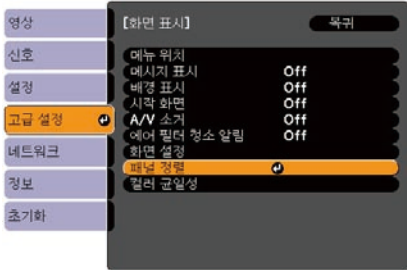 영상
신호
설정
고급 설정
네트워크
정보
초기화
[화면 표시]
복귀
메뉴 위치
메시지 표시 Off
배경 표시 Off
시작 화면 Off
A/V 소거 Off
에어 필터 청소 알림 Off
화면 설정
패널 정렬
컬러 균일성